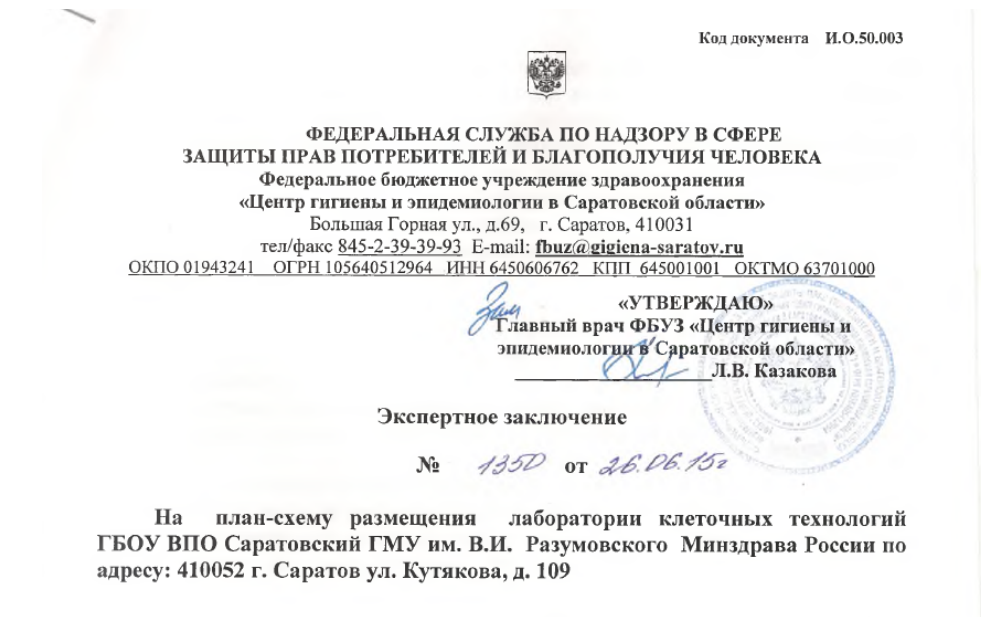 Код документа И.О.50.003
ФЕДЕРАЛЬНАЯ СЛУЖБА ПО НАДЗОРУ В СФЕРЕ
ЗАЩИТЫ ПРАВ ПОТРЕБИТЕЛЕЙ И БЛАГОПОЛУЧИЯ ЧЕЛОВЕКА
Федеральное бюджетное учреждение здравоохранения
«Центр гигиены и эпидемиологии в Саратовской области»
Большая Горная ул., д.69, г. Саратов, 410031
тел/факс 845-2-39-39-93 E-mail: fbuz@gigiena-saratov.ru
ОКПО 01943241 ОГРН 105640512964 ИНН 6450606762 КПП 645001001 ОКТМО 63701000
«УТВЕРЖДАЮ»
Зам
Главный врач ФБУЗ «Центр гигиены и
эпидемиологии в Саратовской области»
Л.В. Казакова
Экспертное заключение
№ 1350 от 26.06.15г
На план-схему размещения лаборатории клеточных технологий
ГБОУ ВПО Саратовский ГМУ им. В.И. Разумовского Минздрава России по
адресу: 410052 г. Саратов ул. Кутякова, д. 109